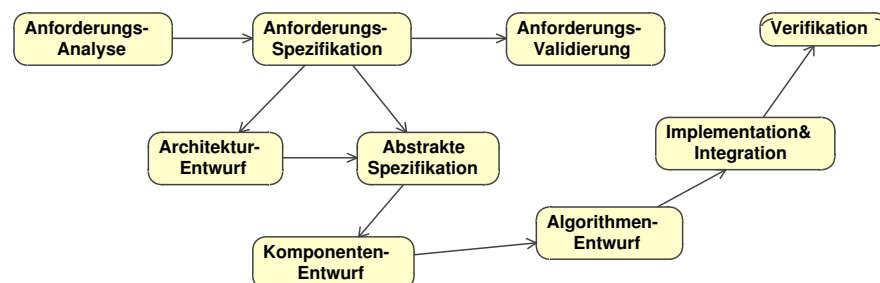 Anforderungs-
Analyse
Anforderungs-
Spezifikation
Anforderungs-
Validierung
Verifikation
Architektur-
Entwurf
Abstrakte
Spezifikation
Implementation&
Integration
Komponenten-
Entwurf
Algorithmen-
Entwurf